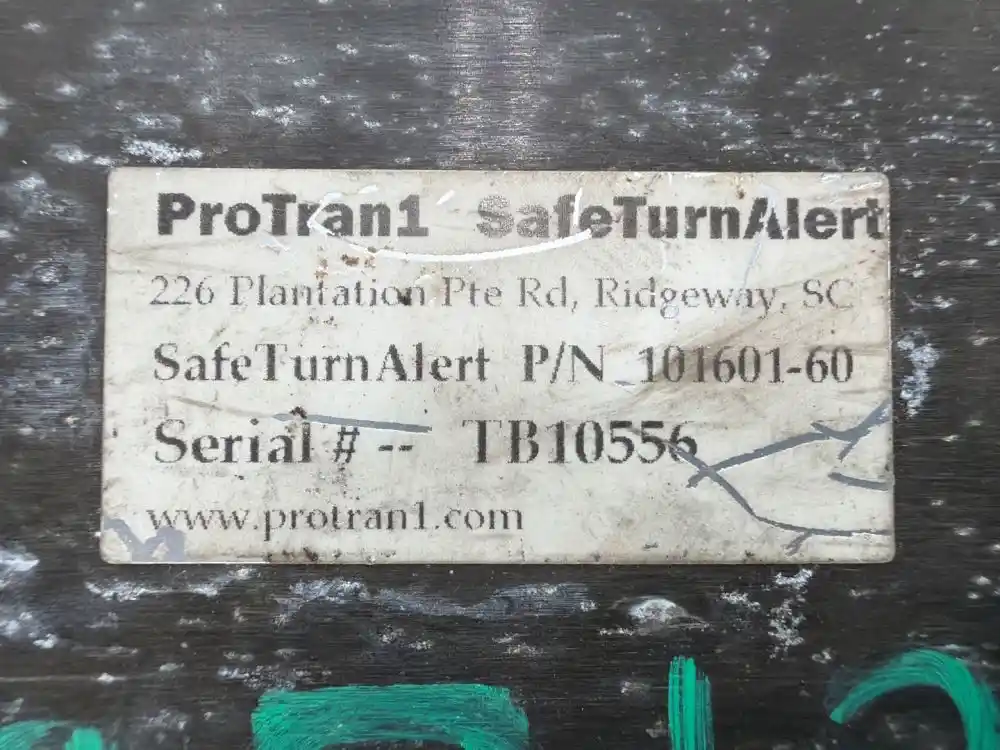 ProTran1 SafeTurnAlert
226 Plantation Pte Rd, Ridgeway, SC
SafeTurnAlert P/N 101601-60
Serial # -- TB10556
www.protran1.com